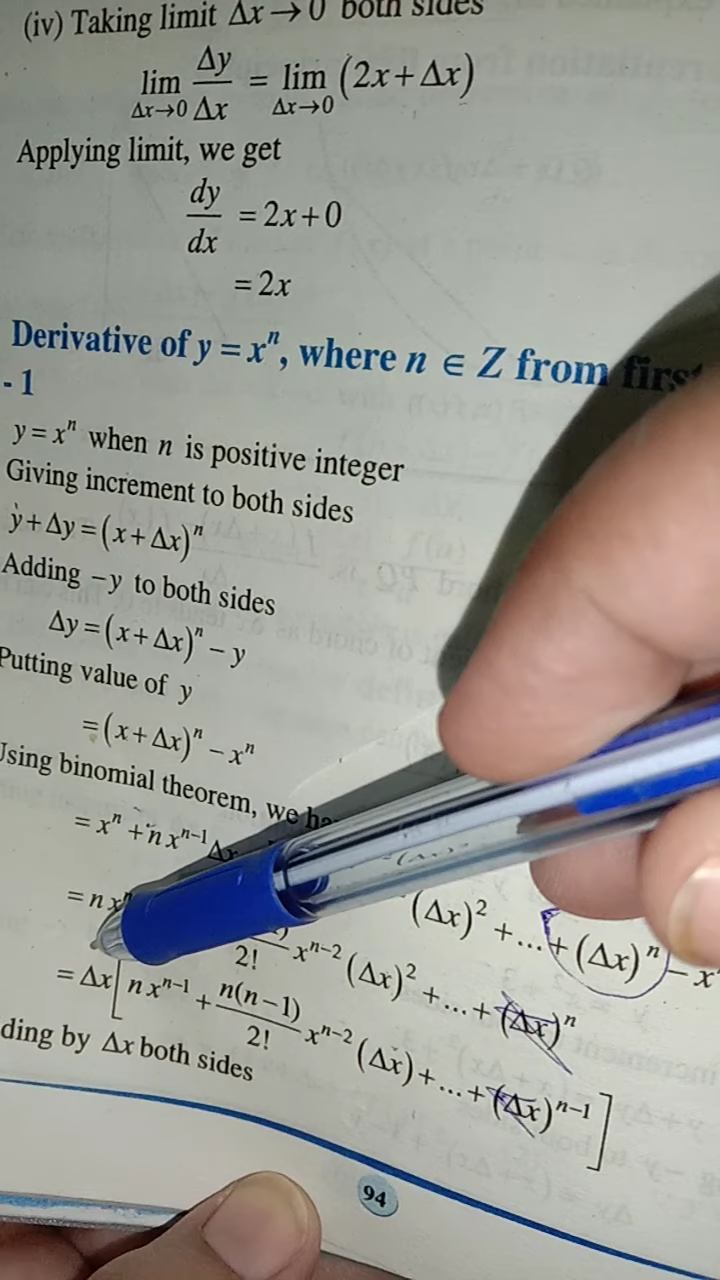 (iv) Taking limit Δx→0 both sides
lim Δx→0 Δy/Δx = lim Δx→0 (2x+Δx)
Applying limit, we get
dy/dx = 2x+0
= 2x
Derivative of y = xⁿ, where n ∈ Z from first
- 1
y = xⁿ when n is positive integer
Giving increment to both sides
y+Δy = (x+Δx)ⁿ
Adding –y to both sides
Δy = (x+Δx)ⁿ – y
Putting value of y
= (x+Δx)ⁿ – xⁿ
Using binomial theorem, we
= xⁿ + n xⁿ⁻¹ Δx (Δx)² +...+ (Δx)ⁿ – x
= n x 2! xⁿ⁻² (Δx)² +...+ (Δx)ⁿ
= Δx[n xⁿ⁻¹ + n(n–1)/2! xⁿ⁻² (Δx) +...+ (Δx)ⁿ⁻¹]
ding by Δx both sides
94